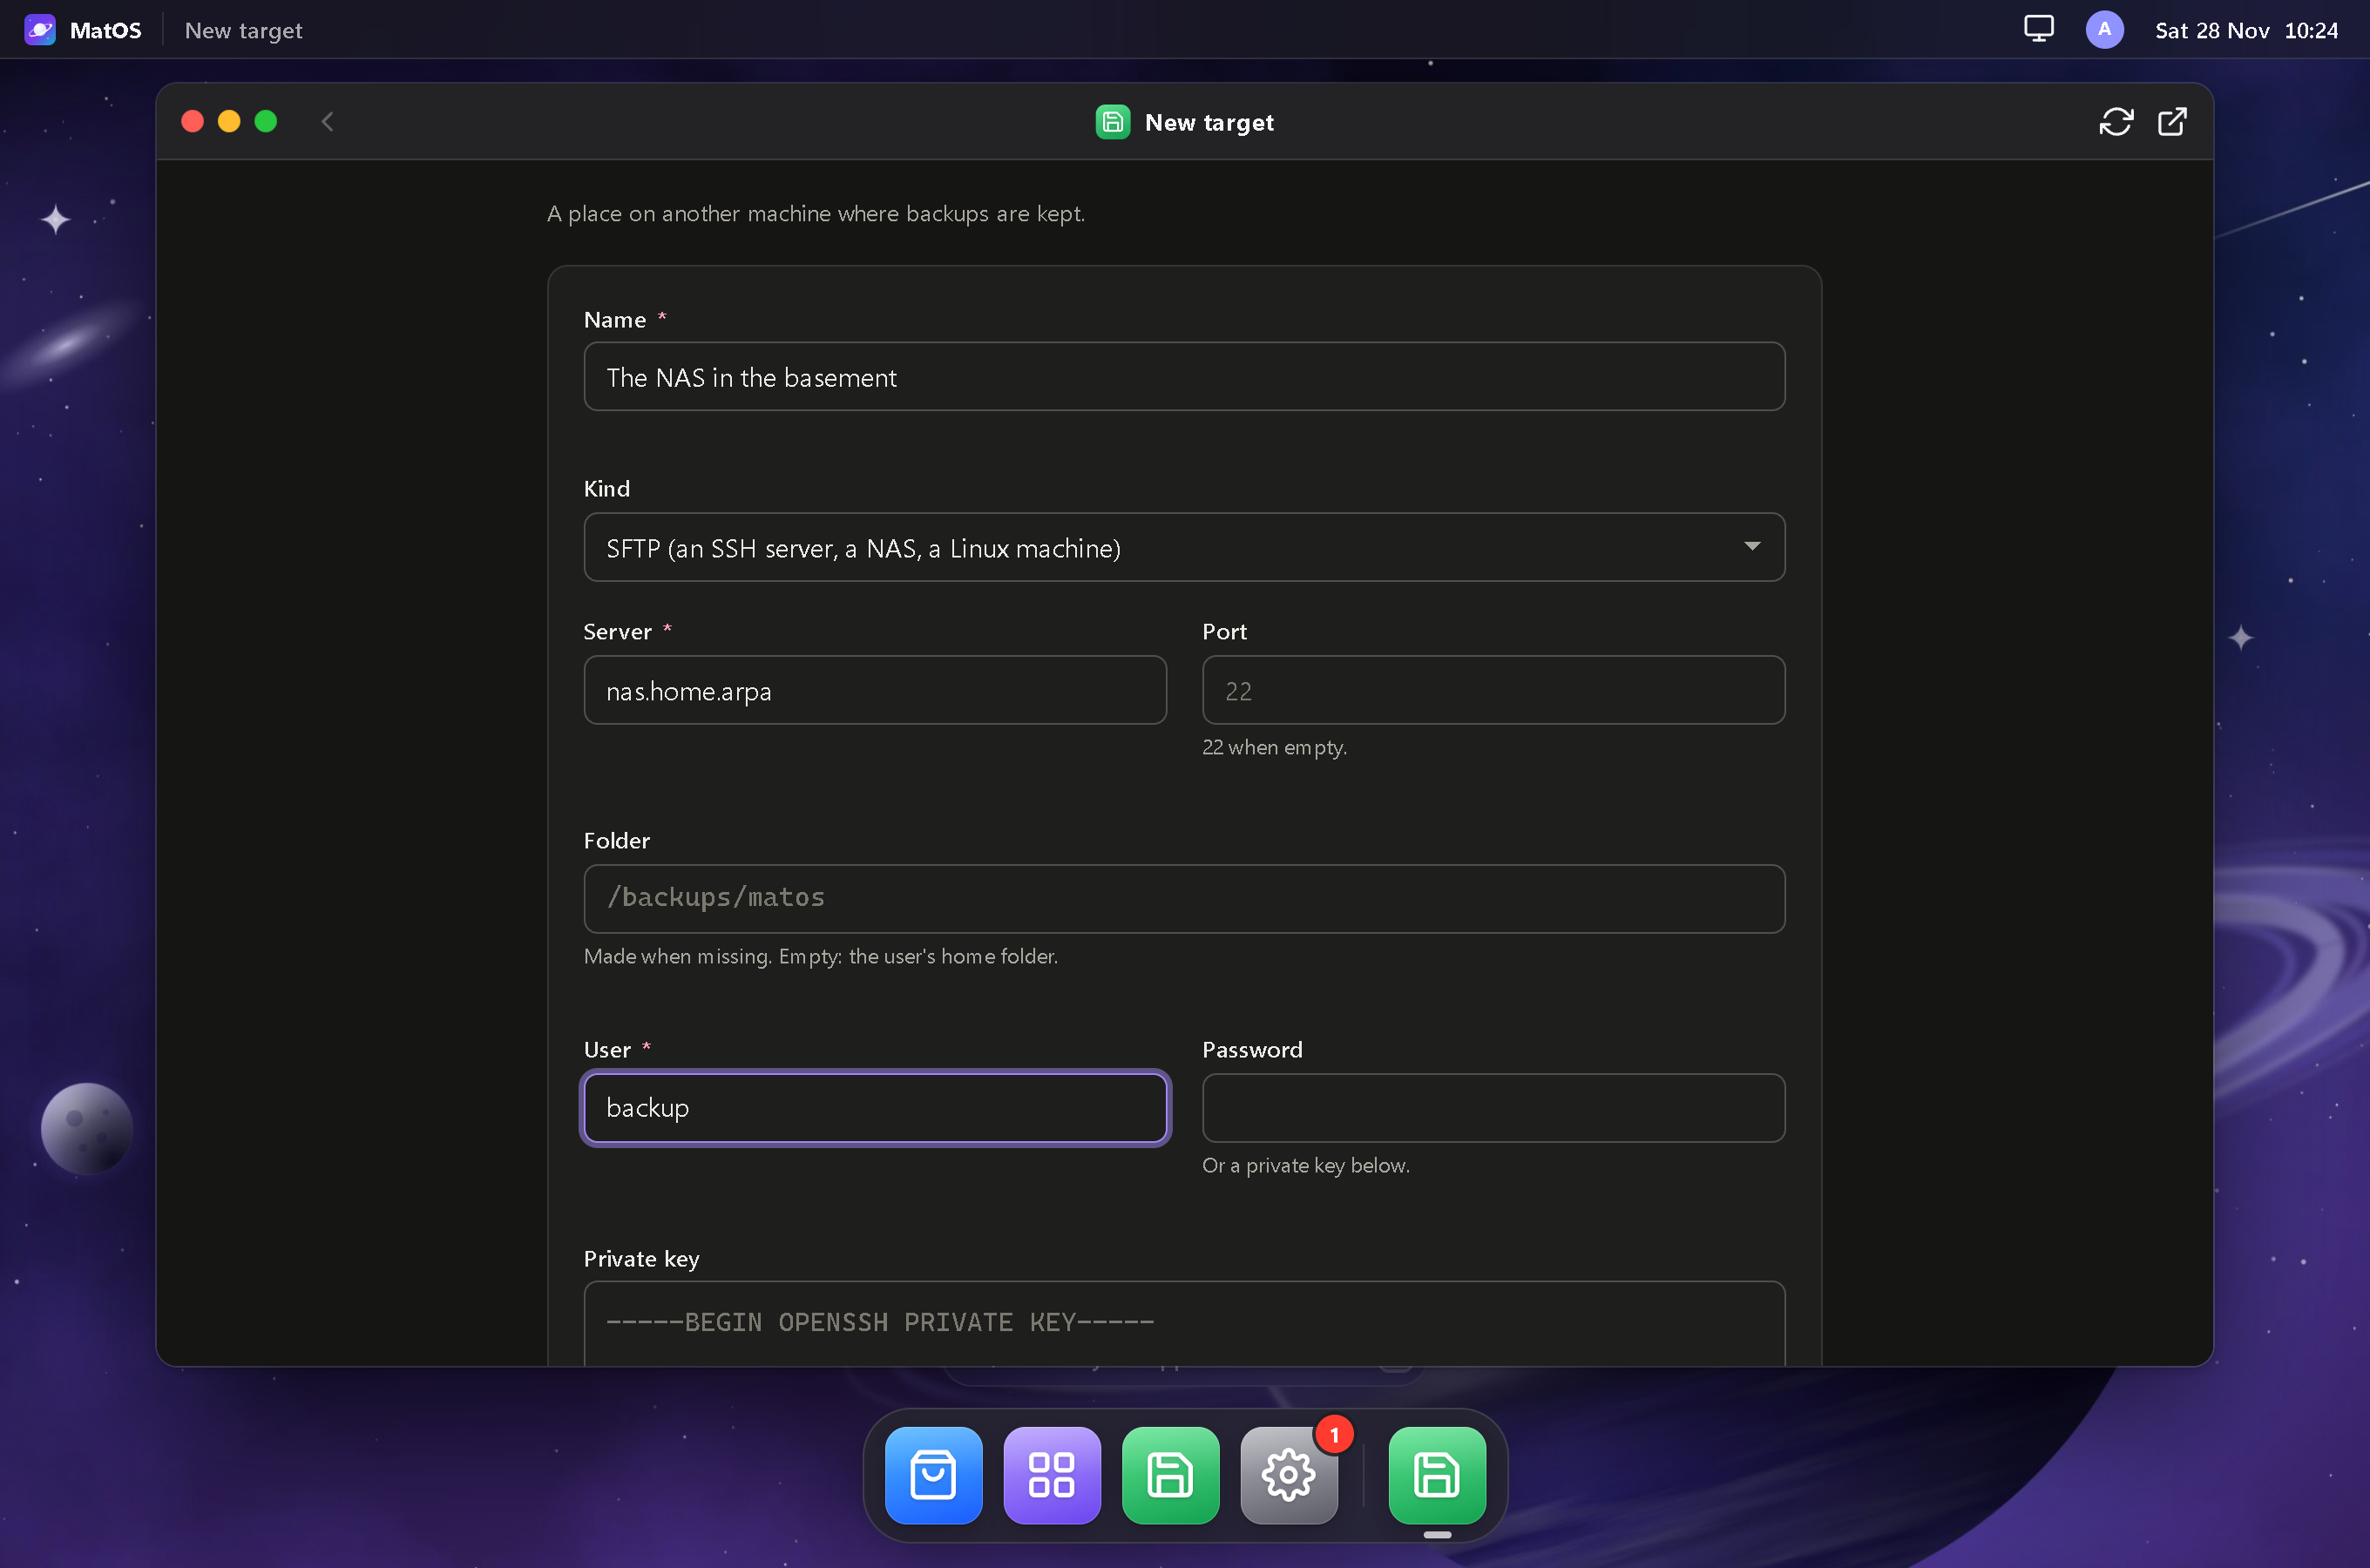 MatOS
New target
A
Sat 28 Nov 10:24
New target
A place on another machine where backups are kept.
Name *
The NAS in the basement
Kind
SFTP (an SSH server, a NAS, a Linux machine)
Server *
Port
nas.home.arpa
22
22 when empty.
Folder
/backups/matos
Made when missing. Empty: the user's home folder.
User *
Password
backup
Or a private key below.
Private key
-----BEGIN OPENSSH PRIVATE KEY-----
1